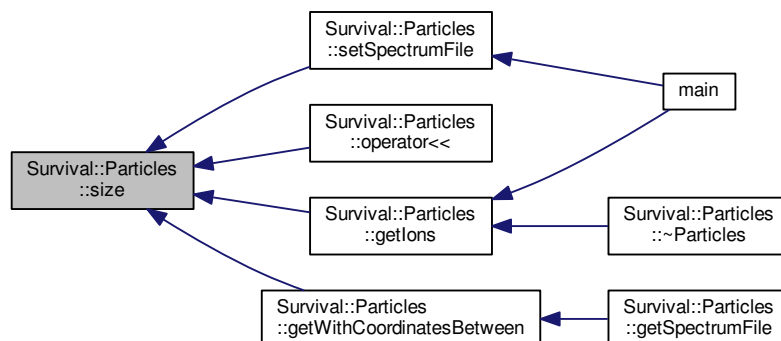 Survival::Particles
::size
Survival::Particles
::setSpectrumFile
Survival::Particles
::operator<<
Survival::Particles
::getIons
Survival::Particles
::getWithCoordinatesBetween
main
Survival::Particles
::~Particles
Survival::Particles
::getSpectrumFile